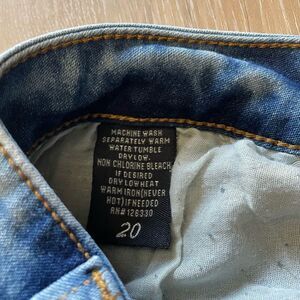 MACHINE WASH
SEPARATELY WARM
WATER TUMBLE
DRY LOW.
NON CHLORINE BLEACH
IF DESIRED
DRY LOW HEAT
WARM IRON(NEVER
HOT) IF NEEDED
RN# 126330
20